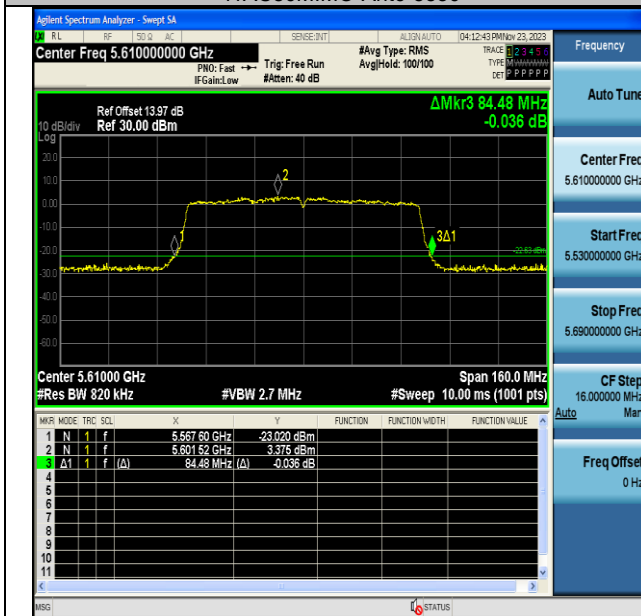 Agilent Spectrum Analyzer - Swept SA
RL RF 50 Ω AC SENSE:INT ALIGN AUTO 04:12:43 PM Nov 23, 2023
Center Freq 5.610000000 GHz
PNO: Fast
IFGain:Low
Trig: Free Run
#Atten: 40 dB
#Avg Type: RMS
Avg|Hold: 100/100
TRACE 1 2 3 4 5 6
TYPE M WWWWW
DET P P P P P P
Frequency
Auto Tune
Center Freq
5.610000000 GHz
Start Freq
5.530000000 GHz
Stop Freq
5.690000000 GHz
CF Step
16.000000 MHz
Auto Man
Freq Offset
0 Hz
ΔMkr3 84.48 MHz
-0.036 dB
Ref Offset 13.97 dB
10 dB/div Ref 30.00 dBm
Log
20.0
10.0
0.00
-10.0
-20.0
-30.0
-40.0
-50.0
-60.0
1
2
3Δ1
-22.63 dBm
Center 5.61000 GHz Span 160.0 MHz
#Res BW 820 kHz #VBW 2.7 MHz #Sweep 10.00 ms (1001 pts)
MKR MODE TRC SCL X Y FUNCTION FUNCTION WIDTH FUNCTION VALUE
1 N 1 f 5.567 60 GHz -23.020 dBm
2 N 1 f 5.601 52 GHz 3.375 dBm
3 Δ1 1 f (Δ) 84.48 MHz (Δ) -0.036 dB
4
5
6
7
8
9
10
11
MSG STATUS